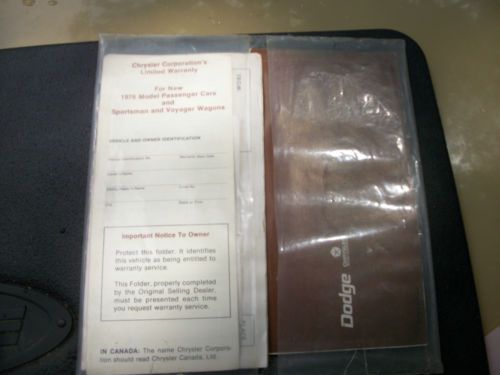 Chrysler Corporation's
Limited Warranty
For New
1976 Model Passenger Cars
and
Sportsman and Voyager Wagons
VEHICLE AND OWNER IDENTIFICATION
Important Notice To Owner
Protect this folder. It identifies
this vehicle as being entitled to
warranty service.
This Folder, properly completed
by the Original Selling Dealer,
must be presented each time
you request warranty service.
IN CANADA: The name Chrysler Corpora-
tion should read Chrysler Canada, Ltd.
PLACE
Dodge